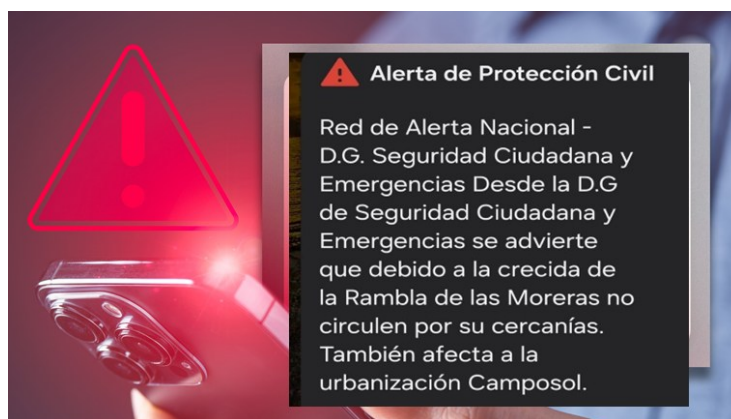 Alerta de Protección Civil
Red de Alerta Nacional -
D.G. Seguridad Ciudadana y
Emergencias Desde la D.G
de Seguridad Ciudadana y
Emergencias se advierte
que debido a la crecida de
la Rambla de las Moreras no
circulen por su cercanías.
También afecta a la
urbanización Camposol.